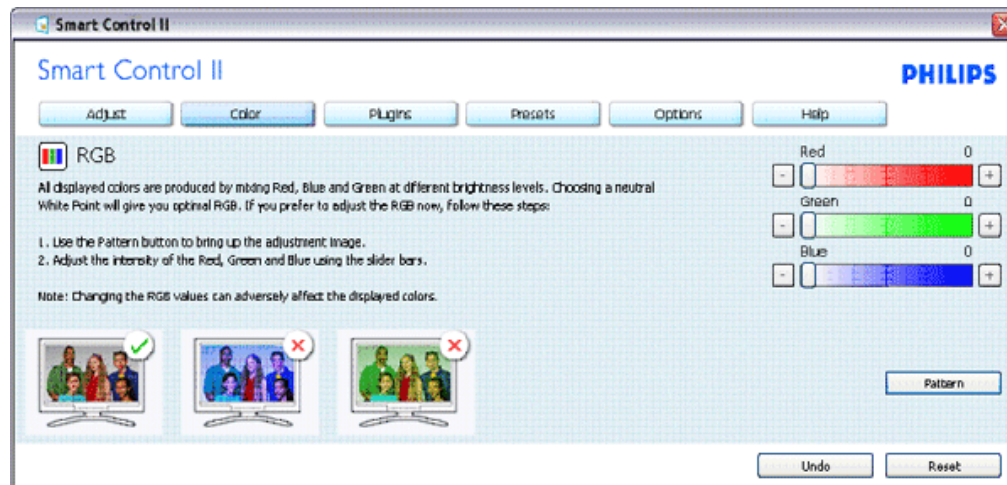 Smart Control II
Smart Control II
PHILIPS
Adjust Color Plugins Presets Options Help
RGB
All displayed colors are produced by mixing Red, Blue and Green at different brightness levels. Choosing a neutral
White Point will give you optimal RGB. If you prefer to adjust the RGB now, follow these steps:
1. Use the Pattern button to bring up the adjustment image.
2. Adjust the intensity of the Red, Green and Blue using the slider bars.
Note: Changing the RGB values can adversely affect the displayed colors.
Red 0
- +
Green 0
- +
Blue 0
- +
Pattern
Undo Reset